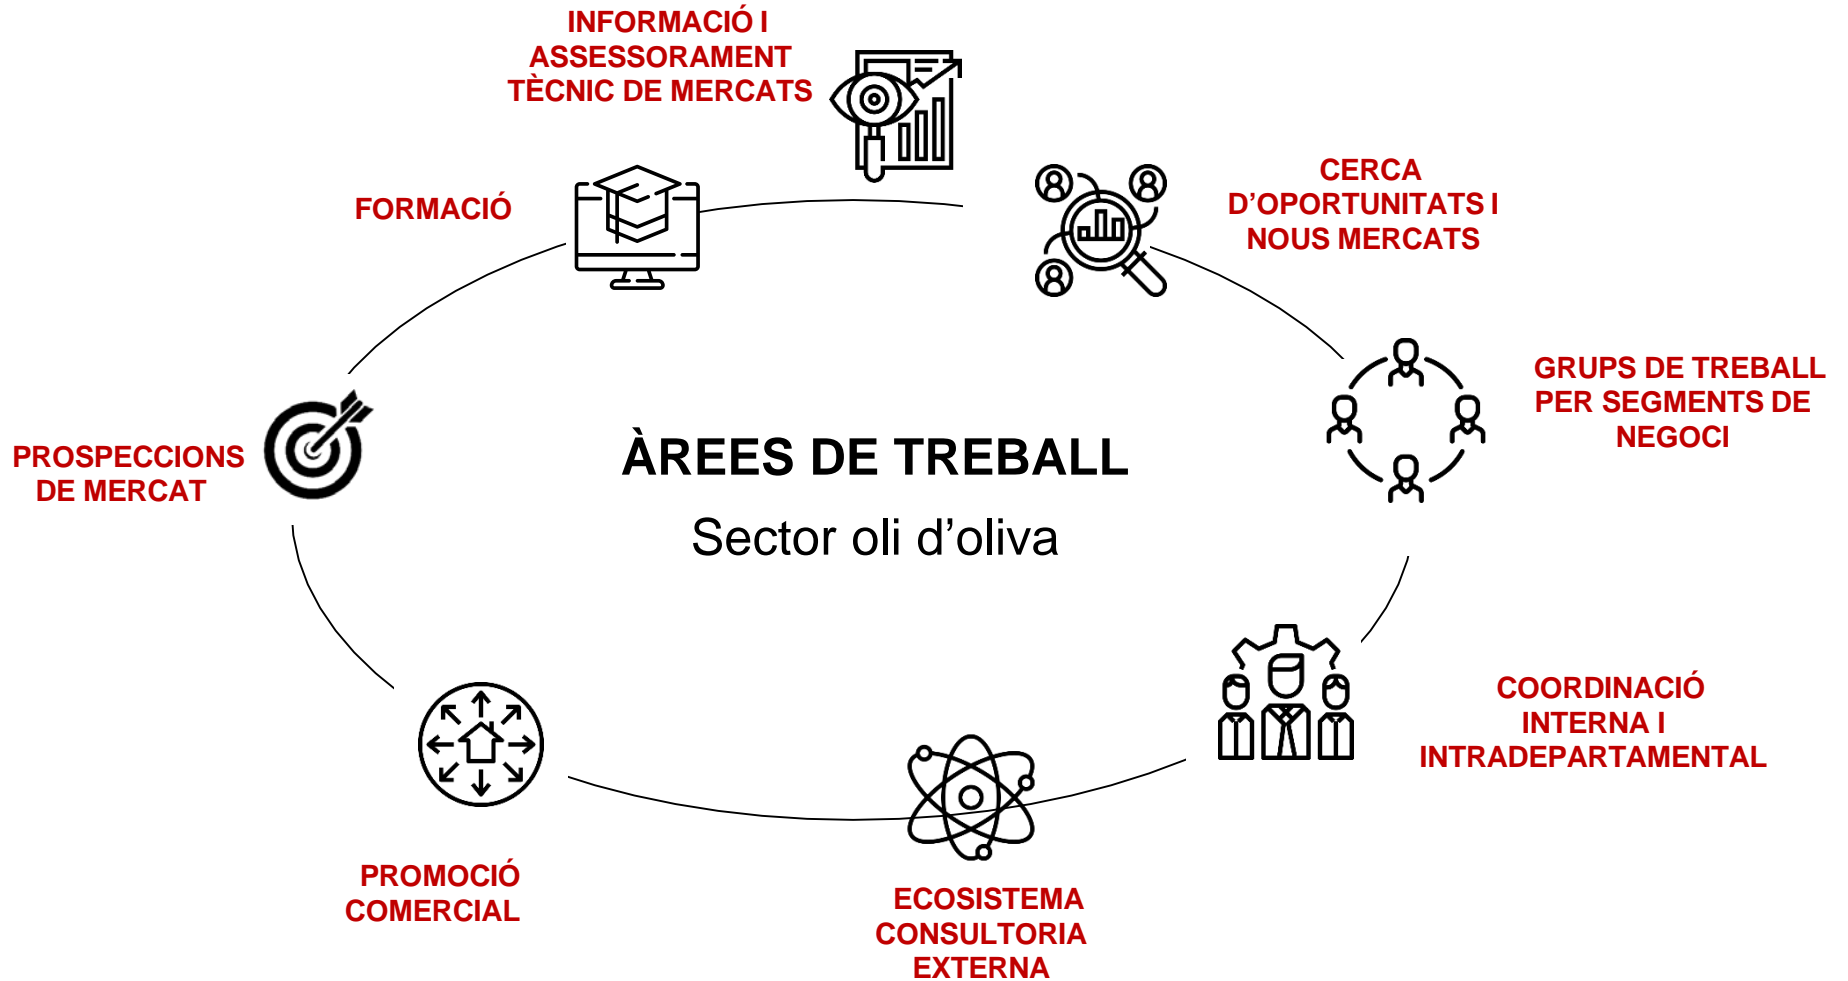 INFORMACIÓ I
ASSESSORAMENT
TÈCNIC DE MERCATS
CERCA
D’OPORTUNITATS I
NOUS MERCATS
FORMACIÓ
GRUPS DE TREBALL
PER SEGMENTS DE
NEGOCI
PROSPECCIONS
DE MERCAT
ÀREES DE TREBALL
Sector oli d’oliva
COORDINACIÓ
INTERNA I
INTRADEPARTAMENTAL
PROMOCIÓ
COMERCIAL
ECOSISTEMA
CONSULTORIA
EXTERNA